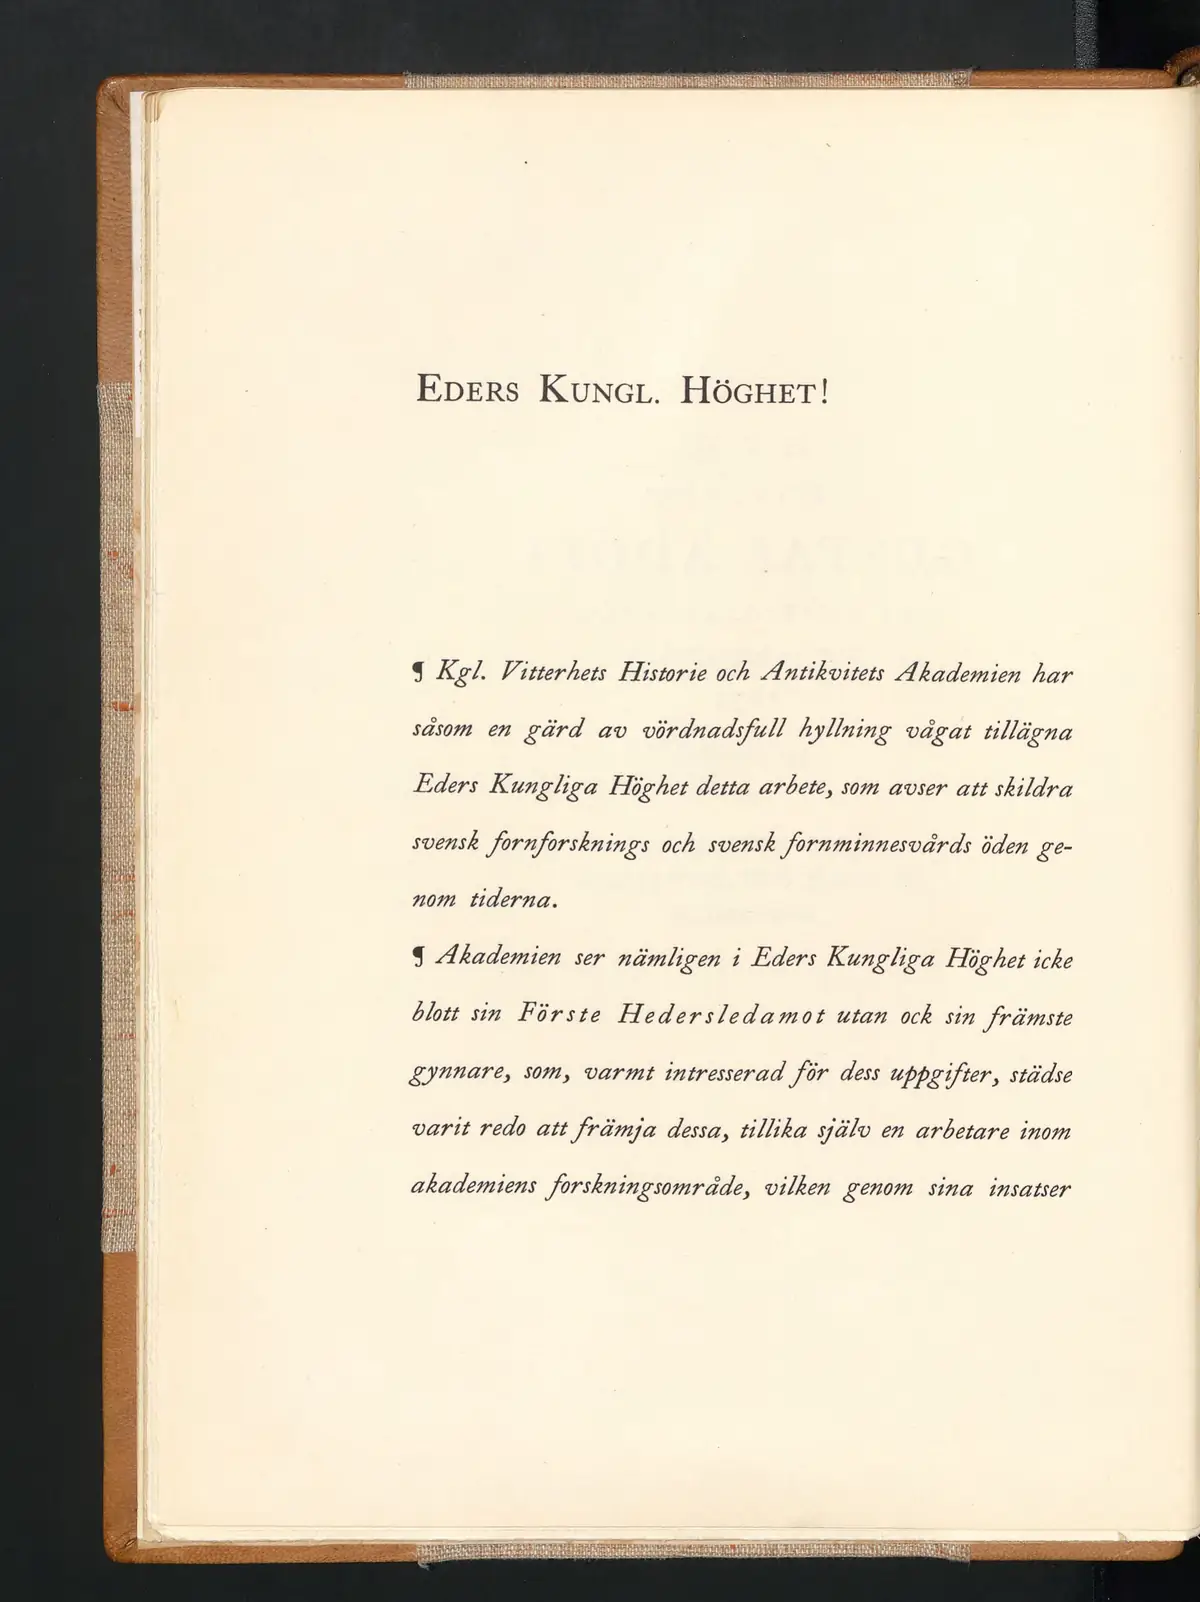 EDERS KUNGL. HÖGHET!
¶ Kgl. Vitterhets Historie och Antikvitets Akademien har
såsom en gärd av vördnadsfull hyllning vågat tillägna
Eders Kungliga Höghet detta arbete, som avser att skildra
svensk fornforsknings och svensk fornminnesvårds öden ge-
nom tiderna.
¶ Akademien ser nämligen i Eders Kungliga Höghet icke
blott sin Förste Hedersledamot utan ock sin främste
gynnare, som, varmt intresserad för dess uppgifter, städse
varit redo att främja dessa, tillika själv en arbetare inom
akademiens forskningsområde, vilken genom sina insatser